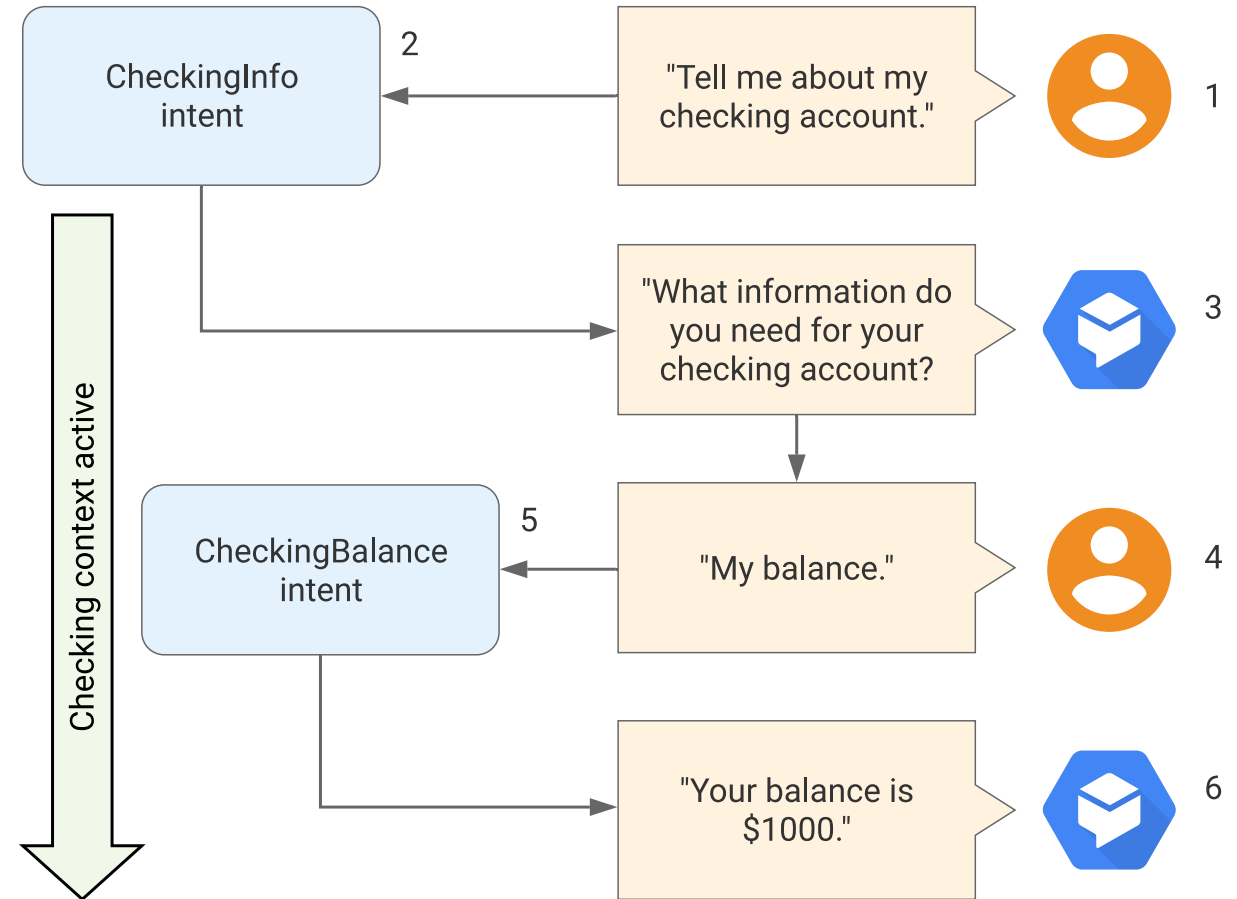 CheckingInfo
intent
2
"Tell me about my
checking account."
1
"What information do
you need for your
checking account?
3
Checking context active
CheckingBalance
intent
5
"My balance."
4
"Your balance is
$1000."
6